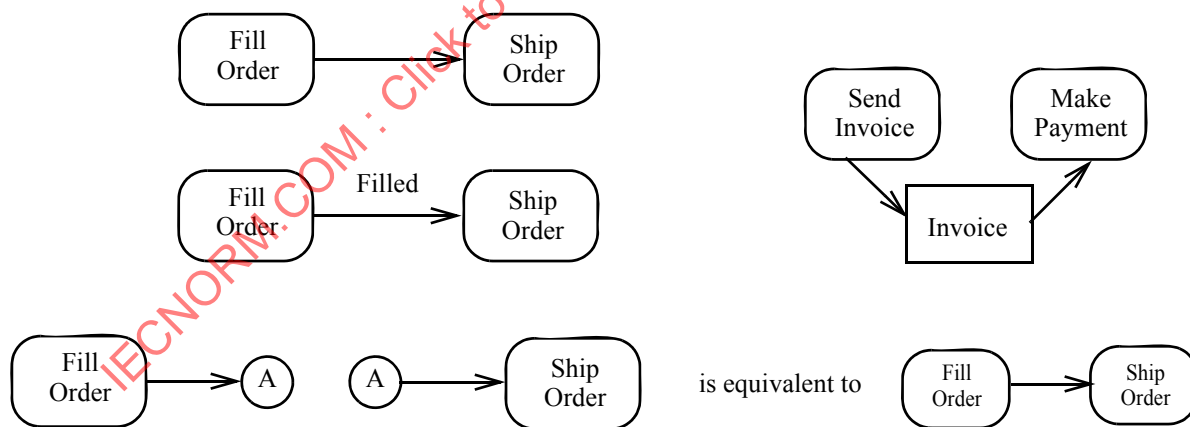 Fill
Order
Ship
Order
Send
Invoice
Make
Payment
Fill
Order
Filled
Ship
Order
Invoice
Fill
Order
A
A
Ship
Order
is equivalent to
Fill
Order
Ship
Order
IECNORM.COM : Click to